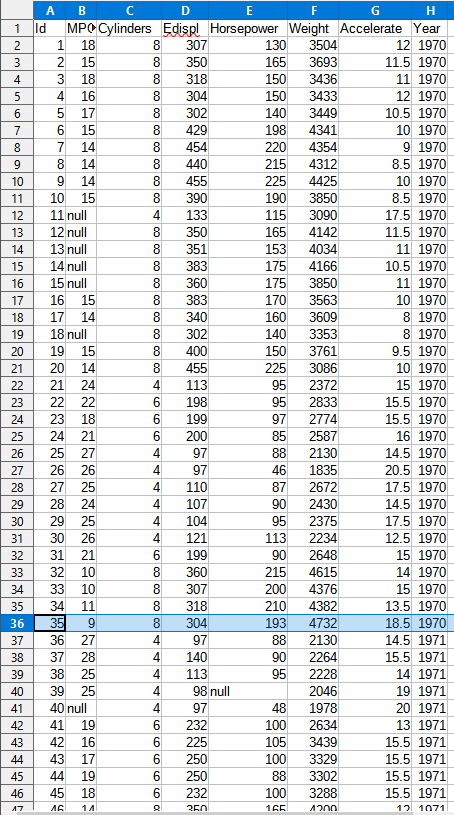 A B C D E F G H
1 Id MPG Cylinders Edispl Horsepower Weight Accelerate Year
2 1 18 8 307 130 3504 12 1970
3 2 15 8 350 165 3693 11.5 1970
4 3 18 8 318 150 3436 11 1970
5 4 16 8 304 150 3433 12 1970
6 5 17 8 302 140 3449 10.5 1970
7 6 15 8 429 198 4341 10 1970
8 7 14 8 454 220 4354 9 1970
9 8 14 8 440 215 4312 8.5 1970
10 9 14 8 455 225 4425 10 1970
11 10 15 8 390 190 3850 8.5 1970
12 11 null 4 133 115 3090 17.5 1970
13 12 null 8 350 165 4142 11.5 1970
14 13 null 8 351 153 4034 11 1970
15 14 null 8 383 175 4166 10.5 1970
16 15 null 8 360 175 3850 11 1970
17 16 15 8 383 170 3563 10 1970
18 17 14 8 340 160 3609 8 1970
19 18 null 8 302 140 3353 8 1970
20 19 15 8 400 150 3761 9.5 1970
21 20 14 8 455 225 3086 10 1970
22 21 24 4 113 95 2372 15 1970
23 22 22 6 198 95 2833 15.5 1970
24 23 18 6 199 97 2774 15.5 1970
25 24 21 6 200 85 2587 16 1970
26 25 27 4 97 88 2130 14.5 1970
27 26 26 4 97 46 1835 20.5 1970
28 27 25 4 110 87 2672 17.5 1970
29 28 24 4 107 90 2430 14.5 1970
30 29 25 4 104 95 2375 17.5 1970
31 30 26 4 121 113 2234 12.5 1970
32 31 21 6 199 90 2648 15 1970
33 32 10 8 360 215 4615 14 1970
34 33 10 8 307 200 4376 15 1970
35 34 11 8 318 210 4382 13.5 1970
36 35 9 8 304 193 4732 18.5 1970
37 36 27 4 97 88 2130 14.5 1971
38 37 28 4 140 90 2264 15.5 1971
39 38 25 4 113 95 2228 14 1971
40 39 25 4 98 null 2046 19 1971
41 40 null 4 97 48 1978 20 1971
42 41 19 6 232 100 2634 13 1971
43 42 16 6 225 105 3439 15.5 1971
44 43 17 6 250 100 3329 15.5 1971
45 44 19 6 250 88 3302 15.5 1971
46 45 18 6 232 100 3288 15.5 1971
47 46 14 8 350 165 4209 12 1971